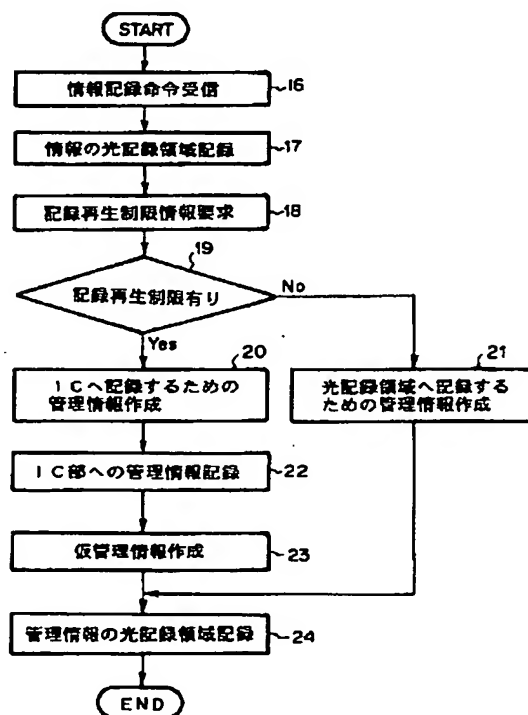 START
情報記録命令受信
16
情報の光記録領域記録
17
記録再生制限情報要求
18
19
記録再生制限有り
No
Yes
20
ICへ記録するための
管理情報作成
21
光記録領域へ記録する
ための管理情報作成
IC部への管理情報記録
22
仮管理情報作成
23
管理情報の光記録領域記録
24
END